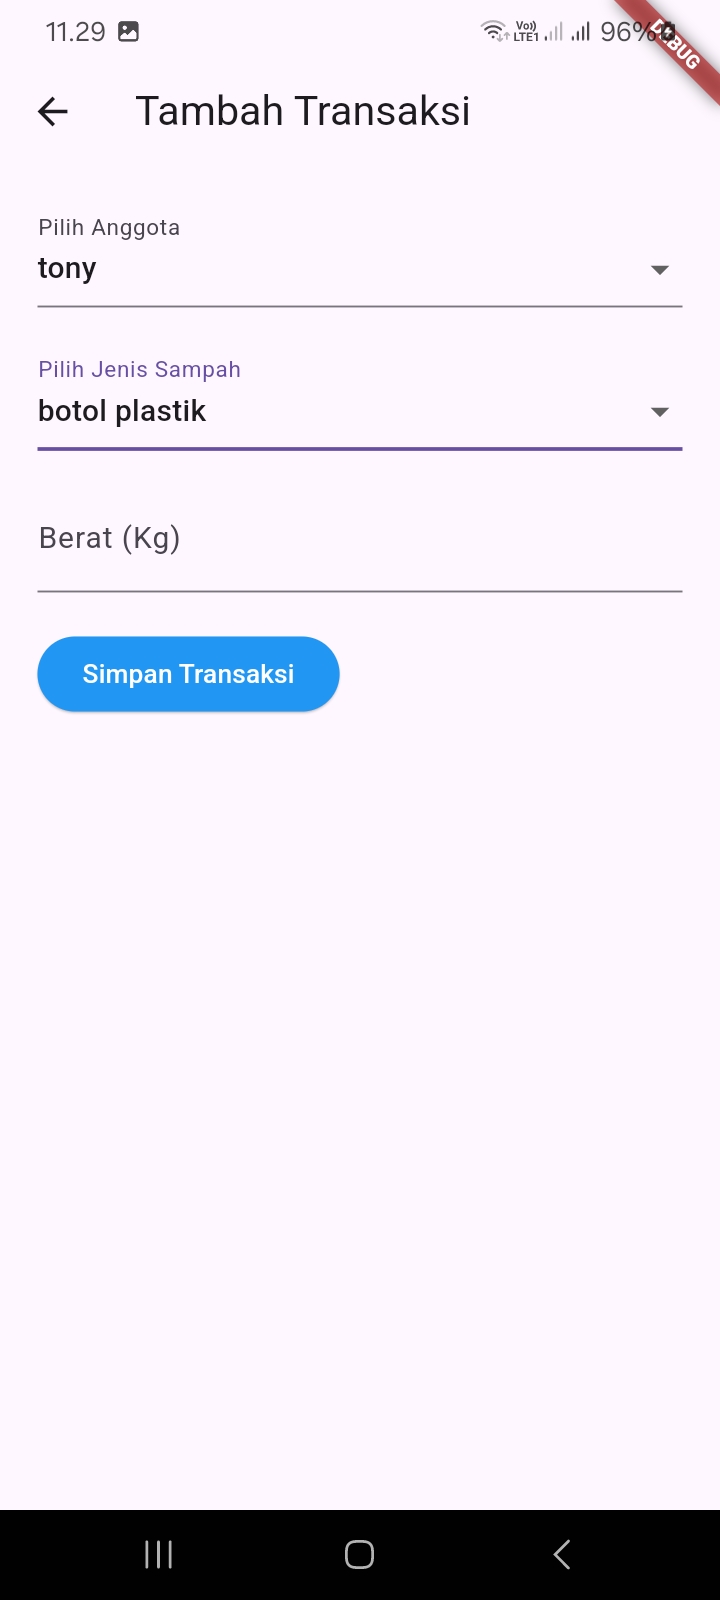 11.29
Vo))
LTE1
96%
DEBUG
Tambah Transaksi
Pilih Anggota
tony
Pilih Jenis Sampah
botol plastik
Berat (Kg)
Simpan Transaksi